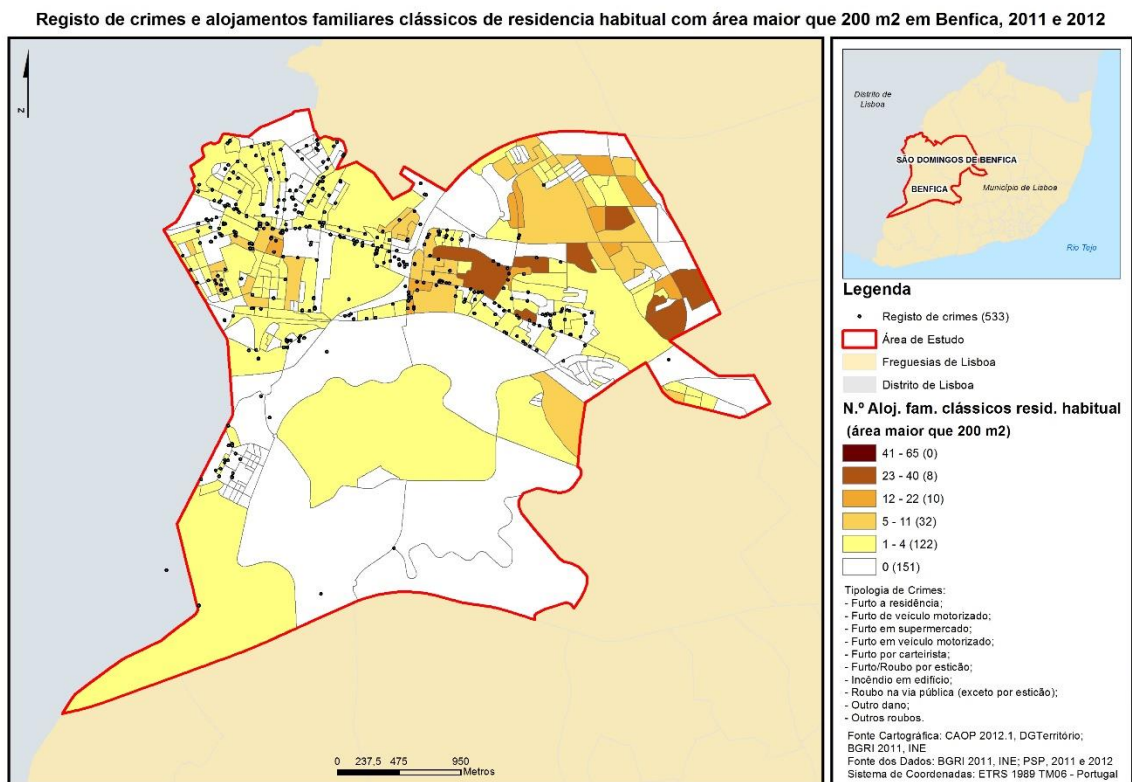 Registo de crimes e alojamentos familiares clássicos de residencia habitual com área maior que 200 m2 em Benfica, 2011 e 2012
N
0 237,5 475 950
Metros
Distrito de
Lisboa
SÃO DOMINGOS DE BENFICA
BENFICA
Município de Lisboa
Rio Tejo
Legenda
Registo de crimes (533)
Área de Estudo
Freguesias de Lisboa
Distrito de Lisboa
N.º Aloj. fam. clássicos resid. habitual
(área maior que 200 m2)
41 - 65 (0)
23 - 40 (8)
12 - 22 (10)
5 - 11 (32)
1 - 4 (122)
0 (151)
Tipologia de Crimes:
- Furto a residência;
- Furto de veículo motorizado;
- Furto em supermercado;
- Furto em veículo motorizado;
- Furto por carteirista;
- Furto/Roubo por esticão;
- Incêndio em edifício;
- Roubo na via pública (exceto por esticão);
- Outro dano;
- Outros roubos.
Fonte Cartográfica: CAOP 2012.1, DGTerritório;
BGRI 2011, INE
Fonte dos Dados: BGRI 2011, INE; PSP, 2011 e 2012
Sistema de Coordenadas: ETRS 1989 TM06 - Portugal